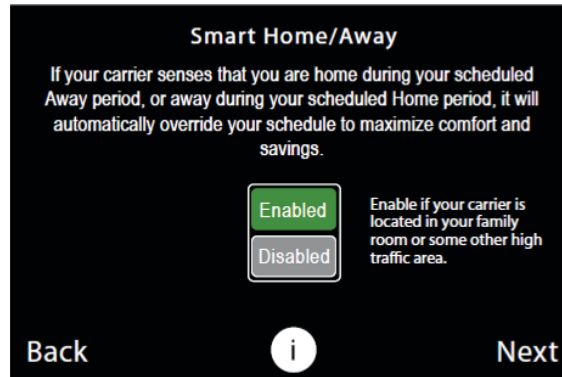 Smart Home/Away
If your carrier senses that you are home during your scheduled
Away period, or away during your scheduled Home period, it will
automatically override your schedule to maximize comfort and
savings.
Enabled
Disabled
Enable if your carrier is
located in your family
room or some other high
traffic area.
Back
i
Next